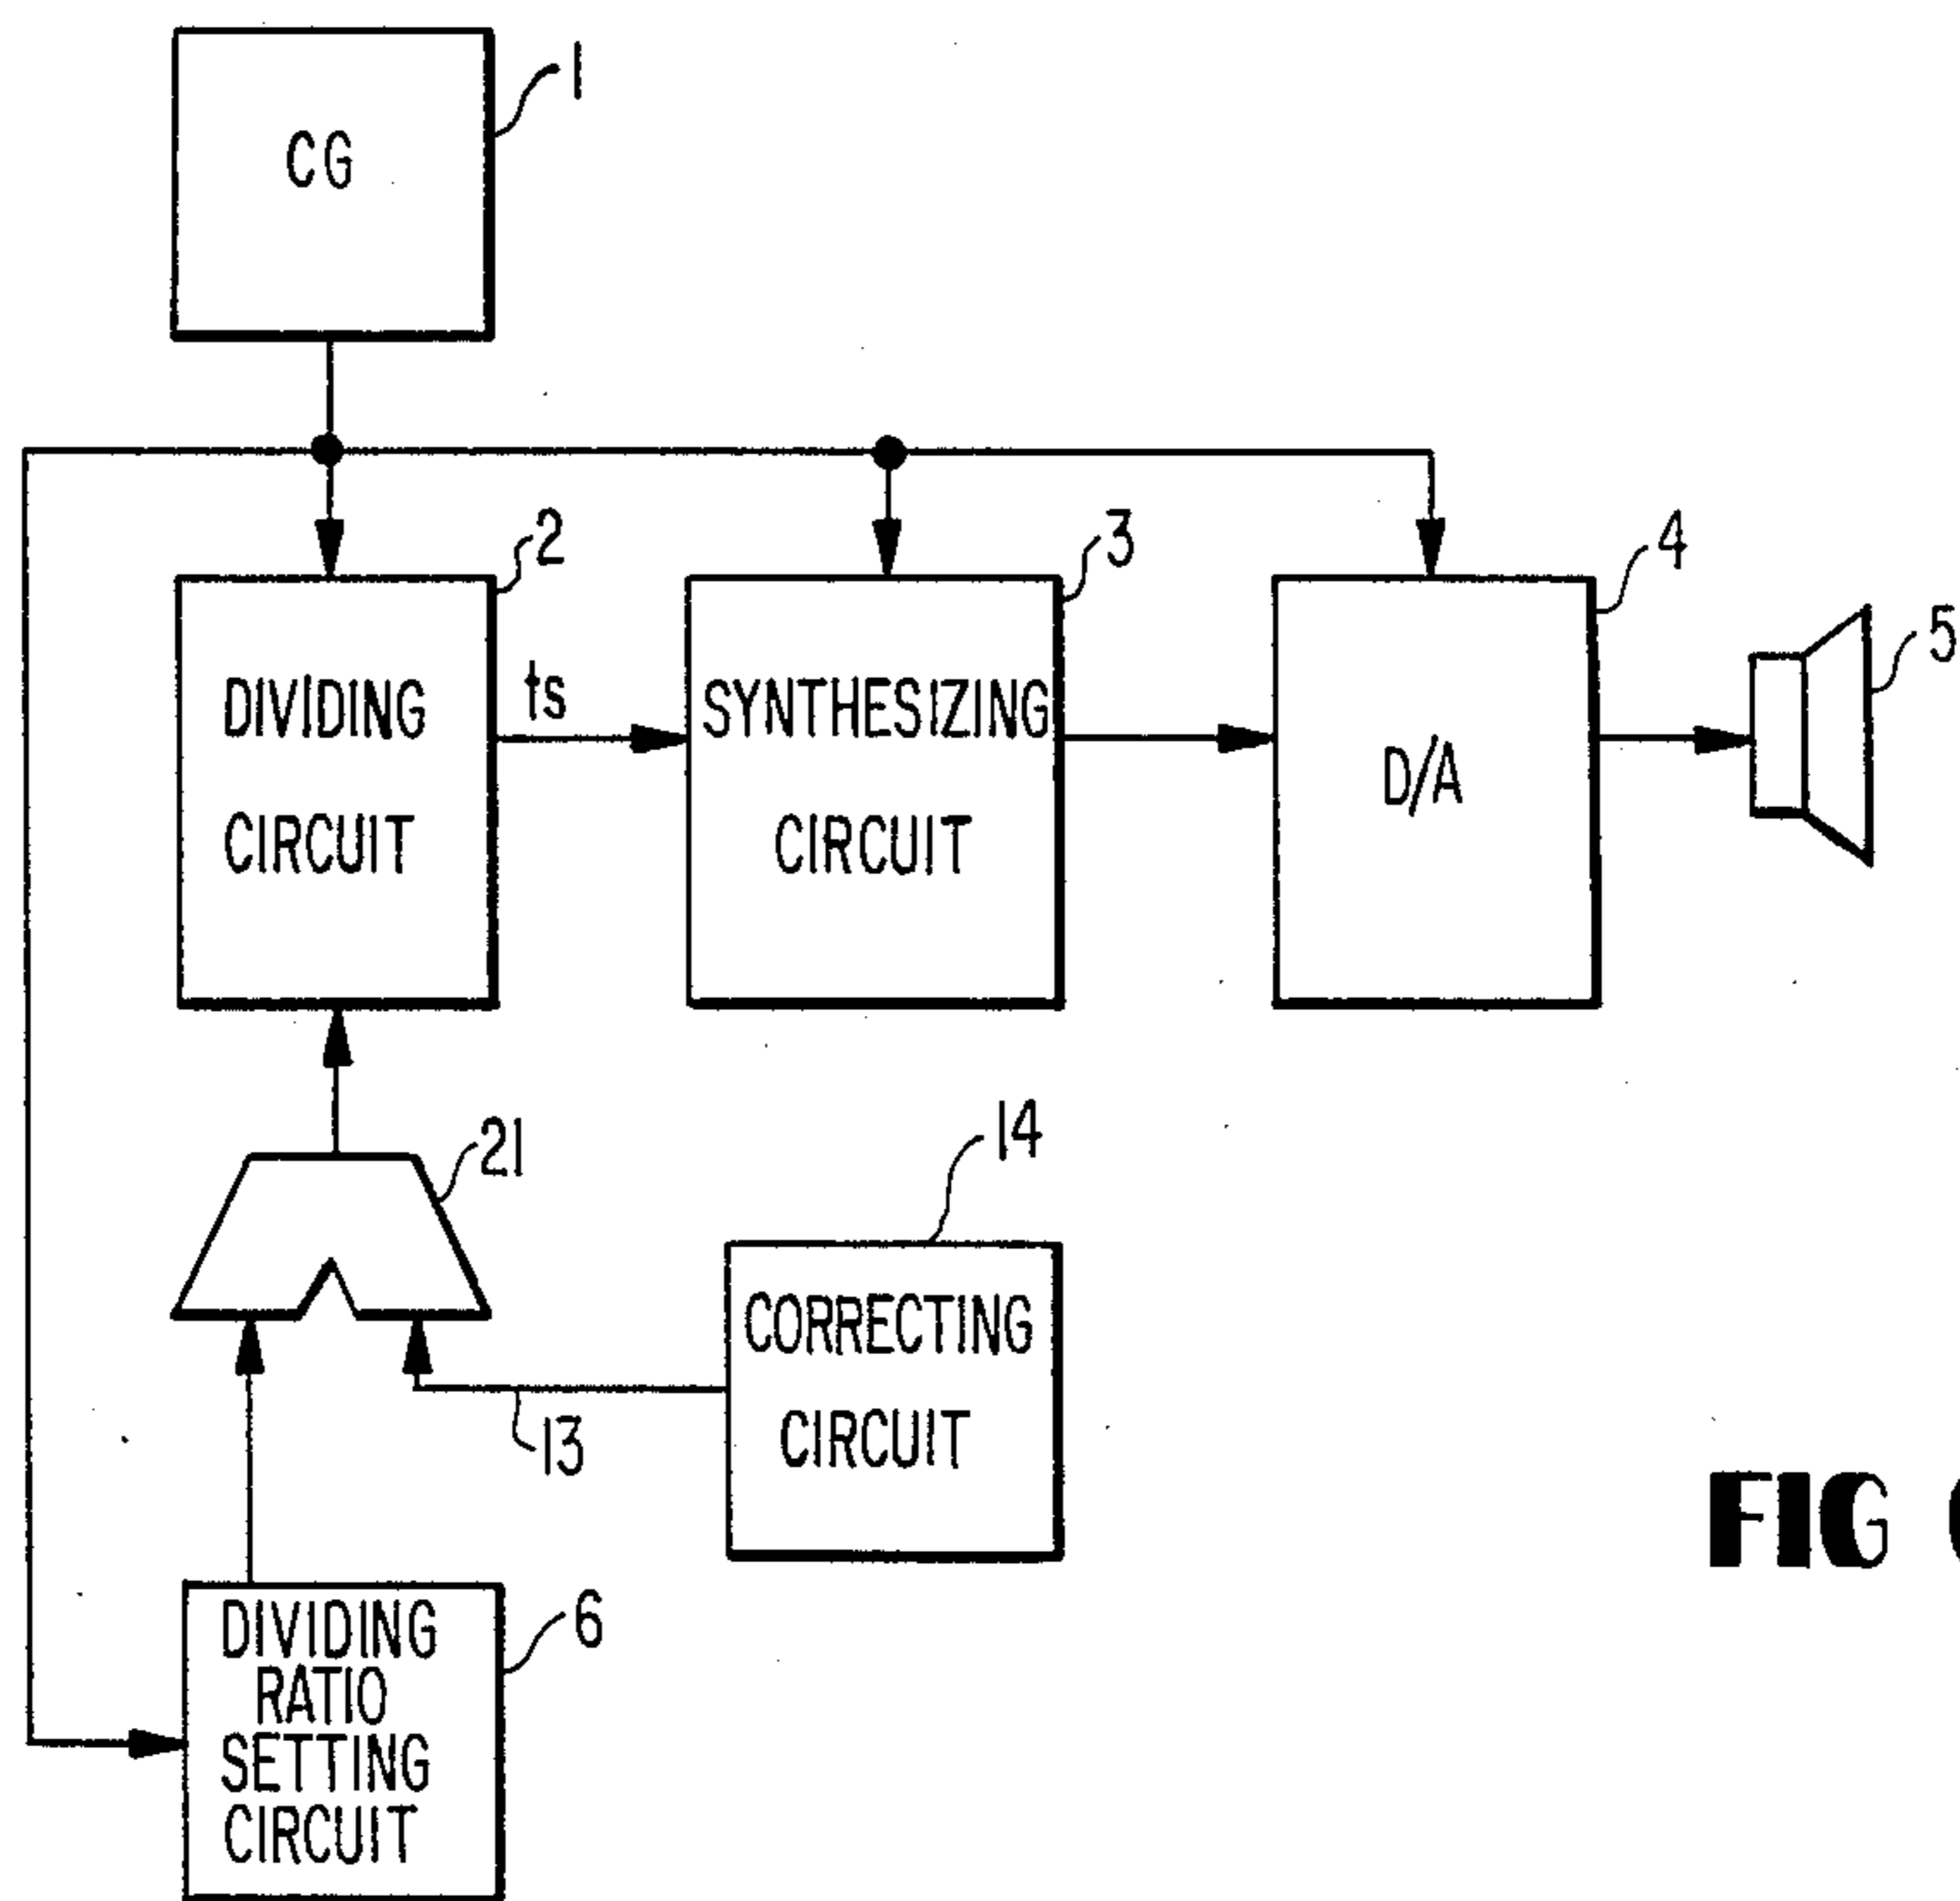 CG
1
2
3
4
5
DIVIDING
CIRCUIT
ts
SYNTHESIZING
CIRCUIT
D/A
21
14
CORRECTING
CIRCUIT
13
FIG
DIVIDING
RATIO
SETTING
CIRCUIT
6